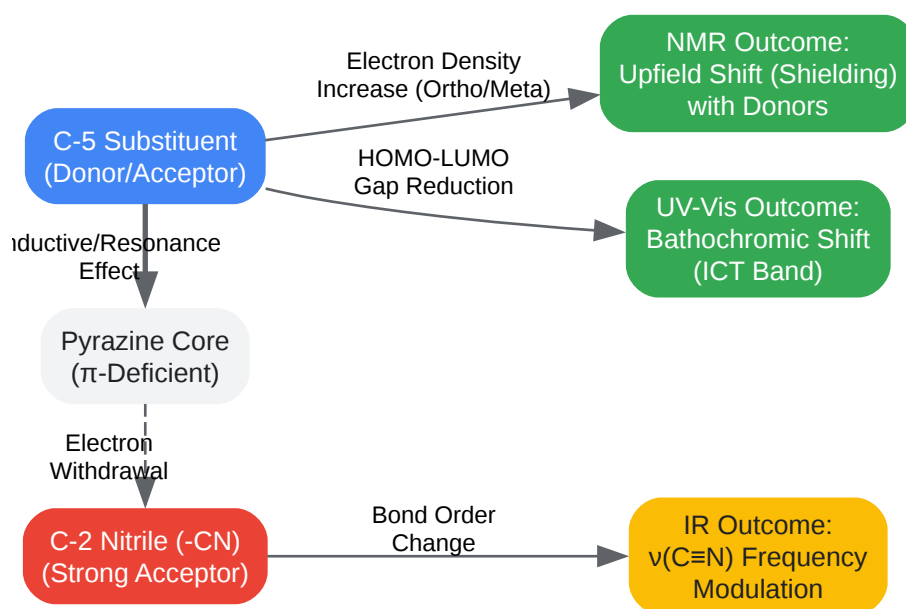 NMR Outcome:
Upfield Shift (Shielding)
with Donors
Electron Density
Increase (Ortho/Meta)
C-5 Substituent
(Donor/Acceptor)
HOMO-LUMO
Gap Reduction
UV-Vis Outcome:
Bathochromic Shift
(ICT Band)
nductive/Resonance
Effect
Pyrazine Core
(π-Deficient)
Electron
Withdrawal
C-2 Nitrile (-CN)
(Strong Acceptor)
Bond Order
Change
IR Outcome:
ν(C≡N) Frequency
Modulation